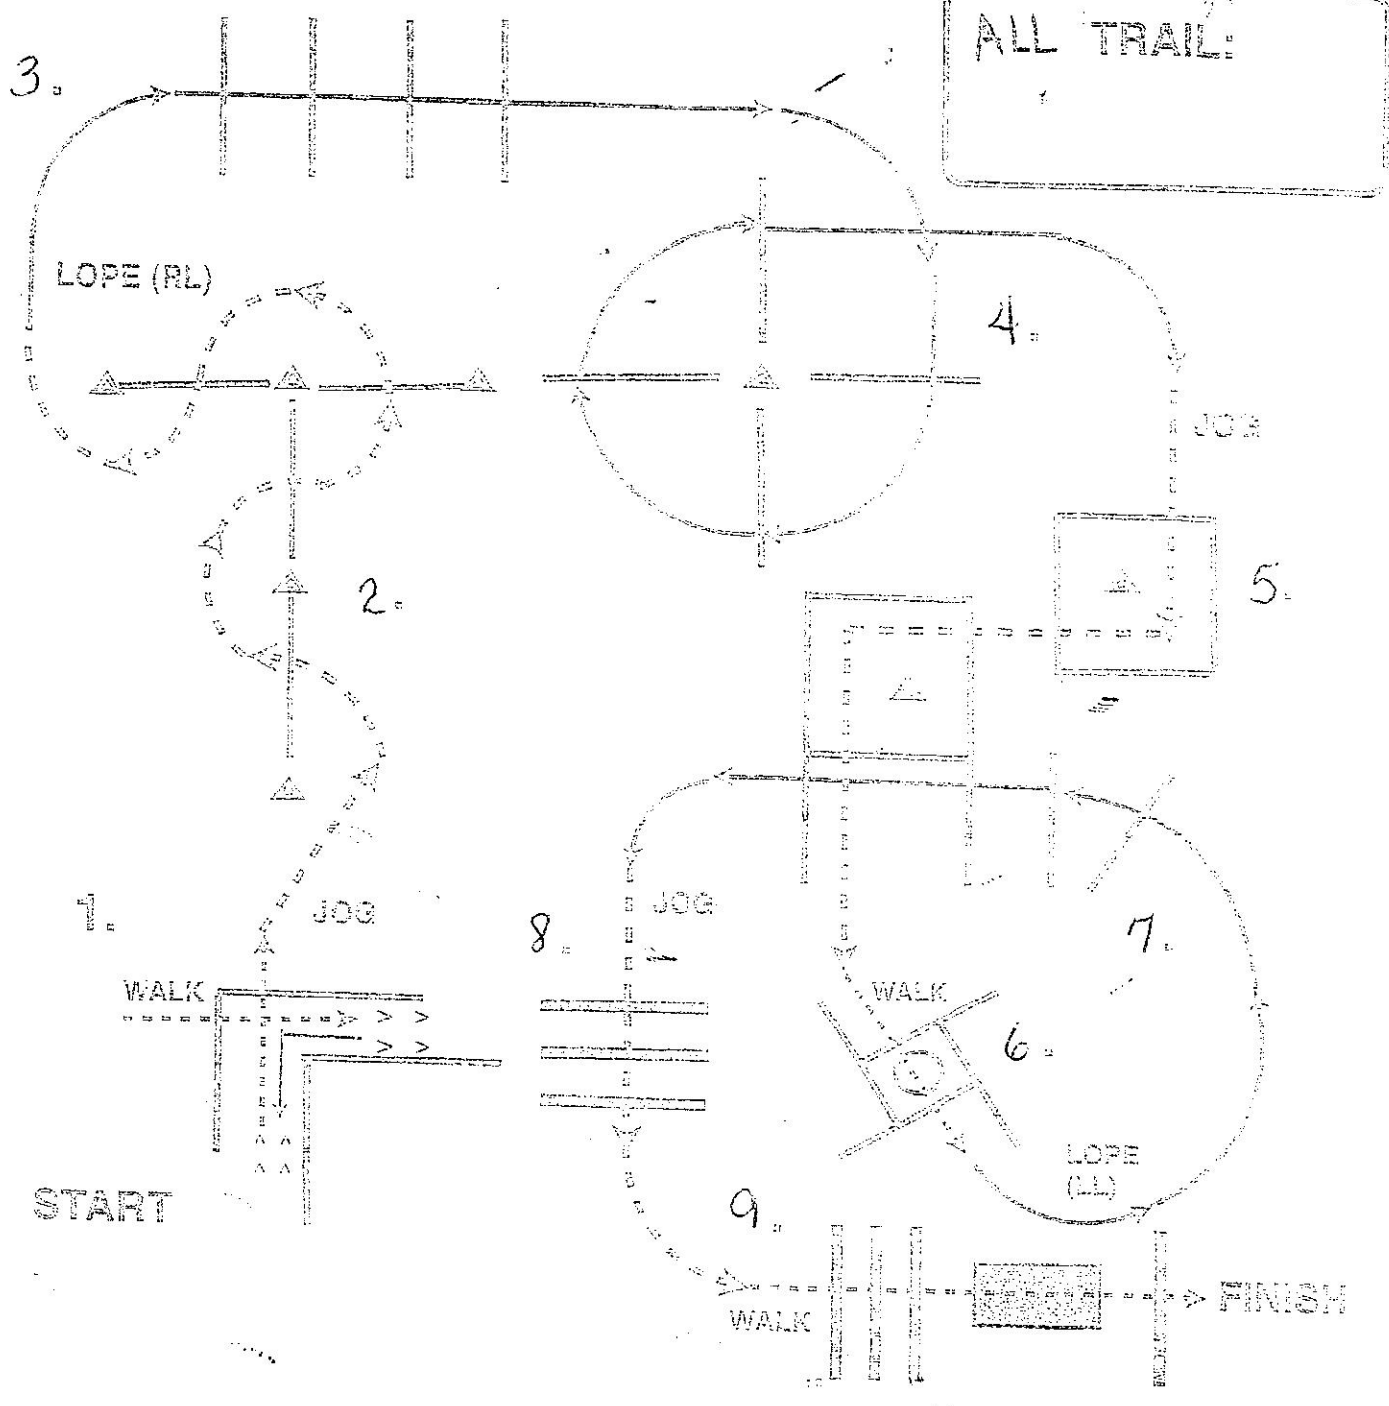 ALL TRAIL:
3.
LOPE (RL)
4.
JOG
5.
2.
1.
JOG
8.
JOG
7.
WALK
WALK
6.
LOPE
(LL)
START
9.
WALK
FINISH